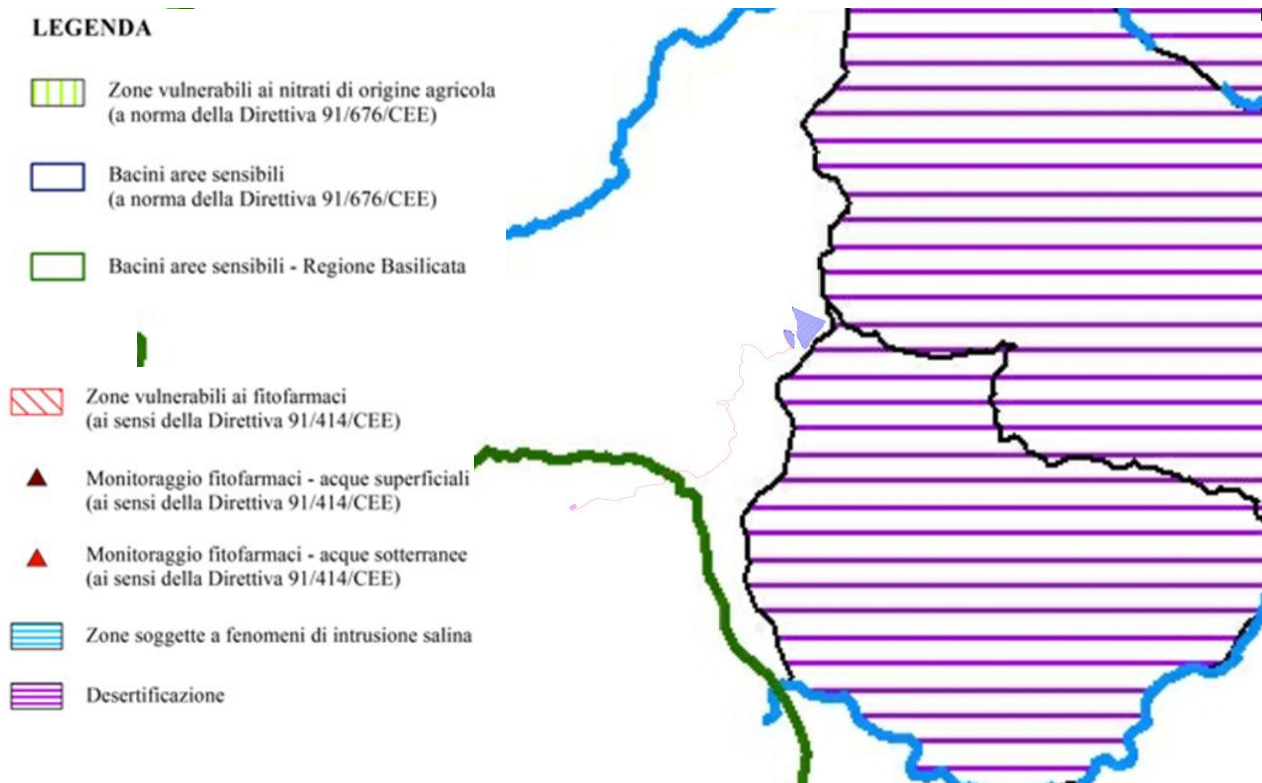 LEGENDA
Zone vulnerabili ai nitrati di origine agricola
(a norma della Direttiva 91/676/CEE)
Bacini aree sensibili
(a norma della Direttiva 91/676/CEE)
Bacini aree sensibili - Regione Basilicata
Zone vulnerabili ai fitofarmaci
(ai sensi della Direttiva 91/414/CEE)
Monitoraggio fitofarmaci - acque superficiali
(ai sensi della Direttiva 91/414/CEE)
Monitoraggio fitofarmaci - acque sotterranee
(ai sensi della Direttiva 91/414/CEE)
Zone soggette a fenomeni di intrusione salina
Desertificazione